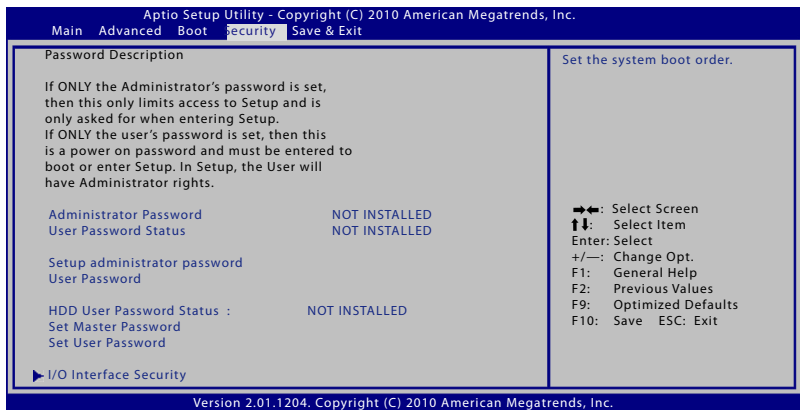 Aptio Setup Utility - Copyright (C) 2010 American Megatrends, Inc.
Main Advanced Boot Security Save & Exit
Password Description
If ONLY the Administrator's password is set,
then this only limits access to Setup and is
only asked for when entering Setup.
If ONLY the user's password is set, then this
is a power on password and must be entered to
boot or enter Setup. In Setup, the User will
have Administrator rights.
Administrator Password NOT INSTALLED
User Password Status NOT INSTALLED
Setup administrator password
User Password
HDD User Password Status : NOT INSTALLED
Set Master Password
Set User Password
I/O Interface Security
Set the system boot order.
→←: Select Screen
↑↓: Select Item
Enter: Select
+/—: Change Opt.
F1: General Help
F2: Previous Values
F9: Optimized Defaults
F10: Save ESC: Exit
Version 2.01.1204. Copyright (C) 2010 American Megatrends, Inc.